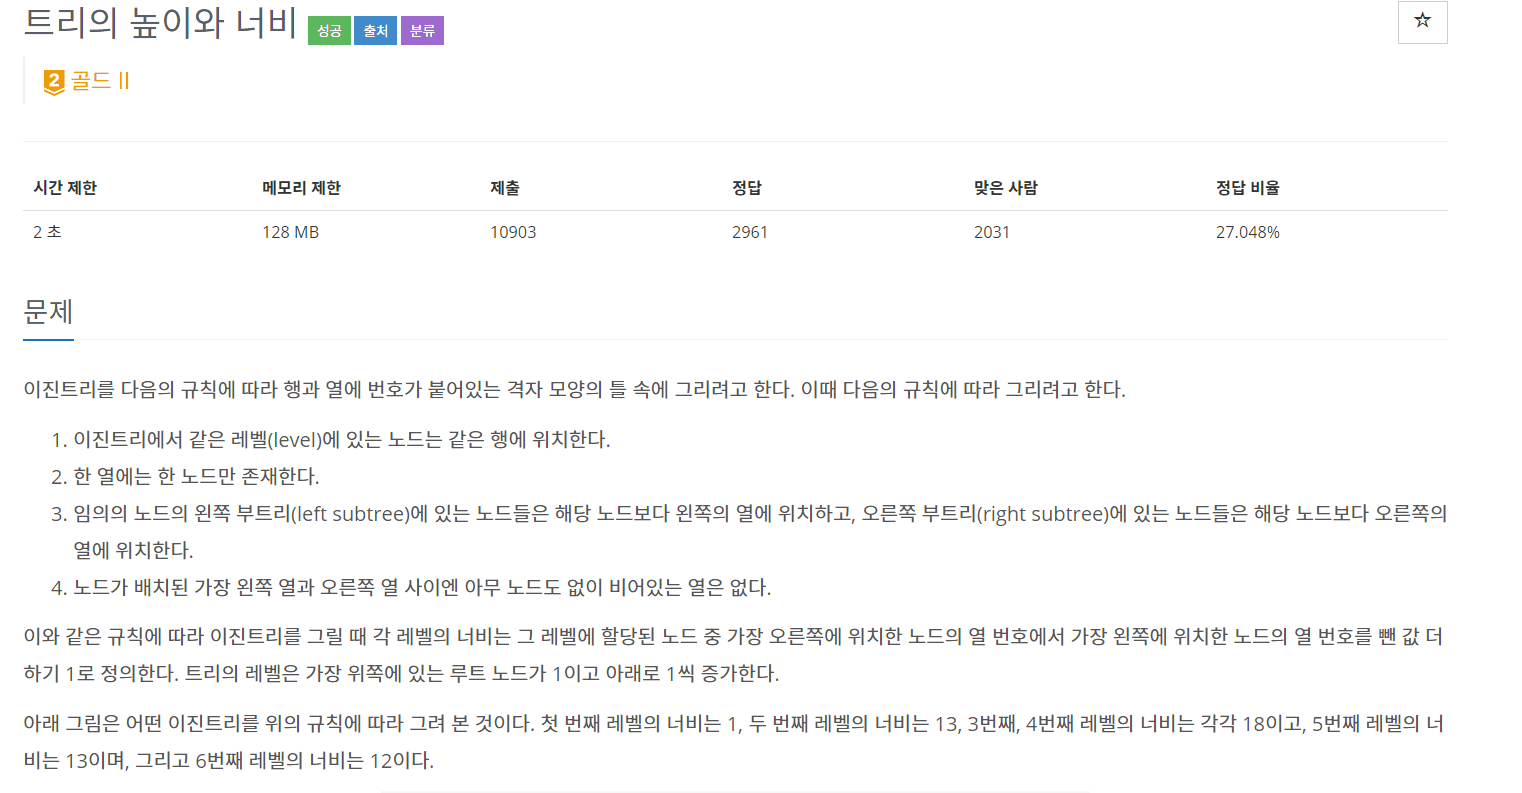 트리의 높이와 너비 성공 출처 분류
☆
2 골드 II
시간 제한 메모리 제한 제출 정답 맞은 사람 정답 비율
2 초 128 MB 10903 2961 2031 27.048%
문제
이진트리를 다음의 규칙에 따라 행과 열에 번호가 붙어있는 격자 모양의 틀 속에 그리려고 한다. 이때 다음의 규칙에 따라 그리려고 한다.
1. 이진트리에서 같은 레벨(level)에 있는 노드는 같은 행에 위치한다.
2. 한 열에는 한 노드만 존재한다.
3. 임의의 노드의 왼쪽 부트리(left subtree)에 있는 노드들은 해당 노드보다 왼쪽의 열에 위치하고, 오른쪽 부트리(right subtree)에 있는 노드들은 해당 노드보다 오른쪽의
열에 위치한다.
4. 노드가 배치된 가장 왼쪽 열과 오른쪽 열 사이엔 아무 노드도 없이 비어있는 열은 없다.
이와 같은 규칙에 따라 이진트리를 그릴 때 각 레벨의 너비는 그 레벨에 할당된 노드 중 가장 오른쪽에 위치한 노드의 열 번호에서 가장 왼쪽에 위치한 노드의 열 번호를 뺀 값 더
하기 1로 정의한다. 트리의 레벨은 가장 위쪽에 있는 루트 노드가 1이고 아래로 1씩 증가한다.
아래 그림은 어떤 이진트리를 위의 규칙에 따라 그려 본 것이다. 첫 번째 레벨의 너비는 1, 두 번째 레벨의 너비는 13, 3번째, 4번째 레벨의 너비는 각각 18이고, 5번째 레벨의 너
비는 13이며, 그리고 6번째 레벨의 너비는 12이다.